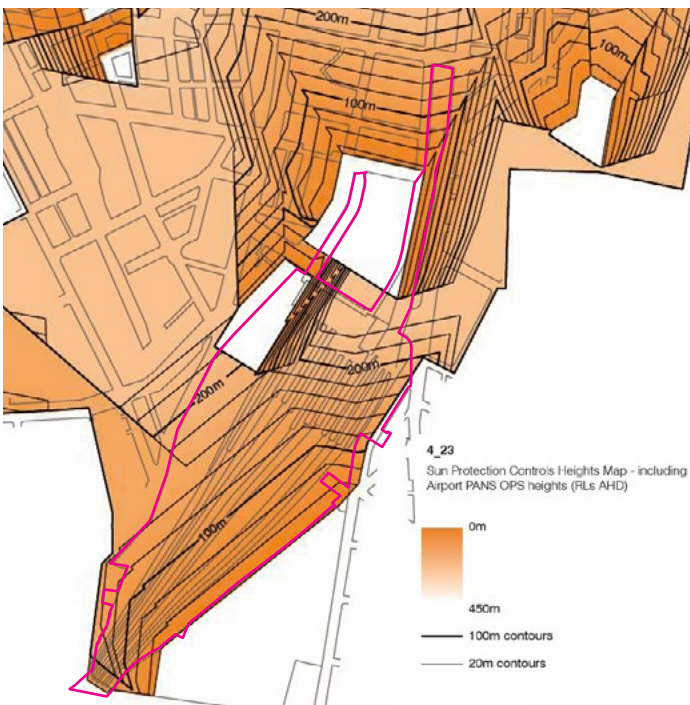 200m
100m
100m
200m
200m
100m
4_23
Sun Protection Controls Heights Map - including
Airport PANS OPS heights (RLs AHD)
0m
450m
100m contours
20m contours